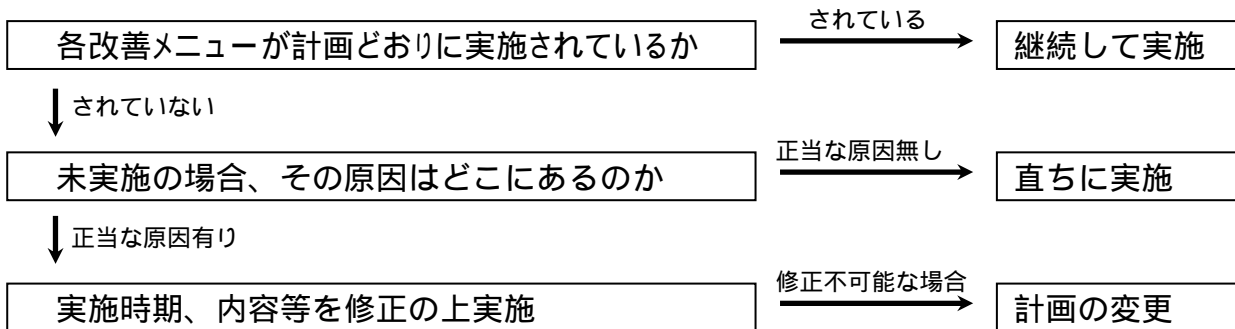 各改善メニューが計画どおりに実施されているか
されている
継続して実施
されていない
未実施の場合、その原因はどこにあるのか
正当な原因無し
直ちに実施
正当な原因有り
実施時期、内容等を修正の上実施
修正不可能な場合
計画の変更